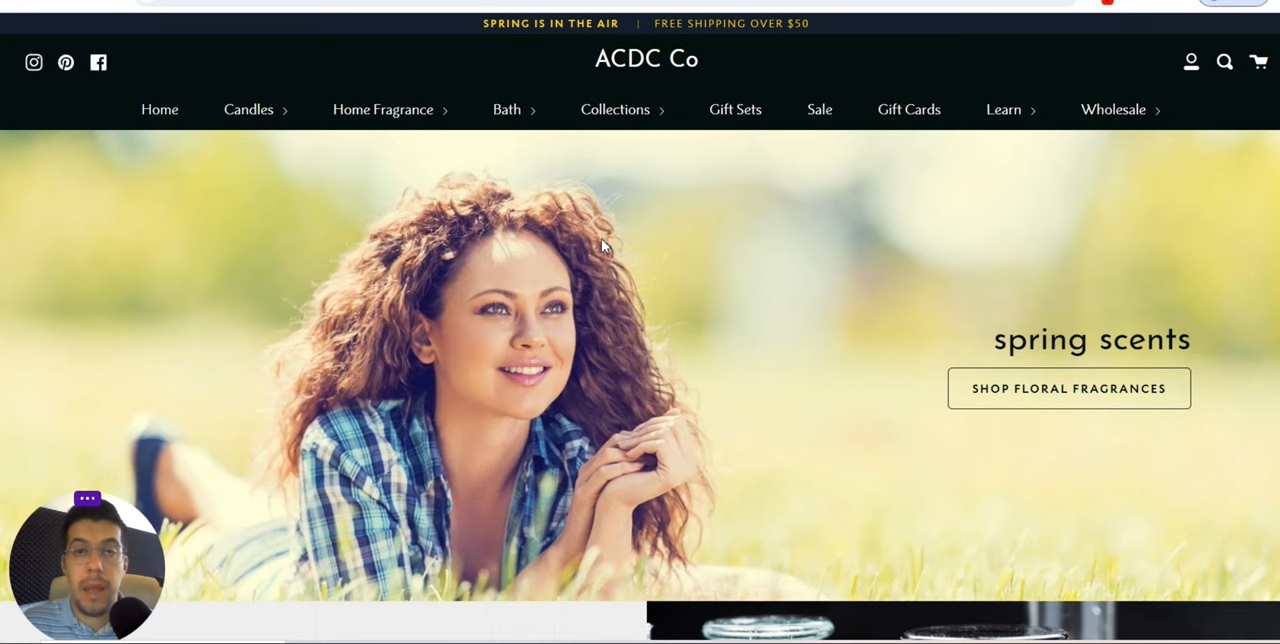 SPRING IS IN THE AIR | FREE SHIPPING OVER $50
ACDC Co
Home Candles Home Fragrance Bath Collections Gift Sets Sale Gift Cards Learn Wholesale
spring scents
SHOP FLORAL FRAGRANCES